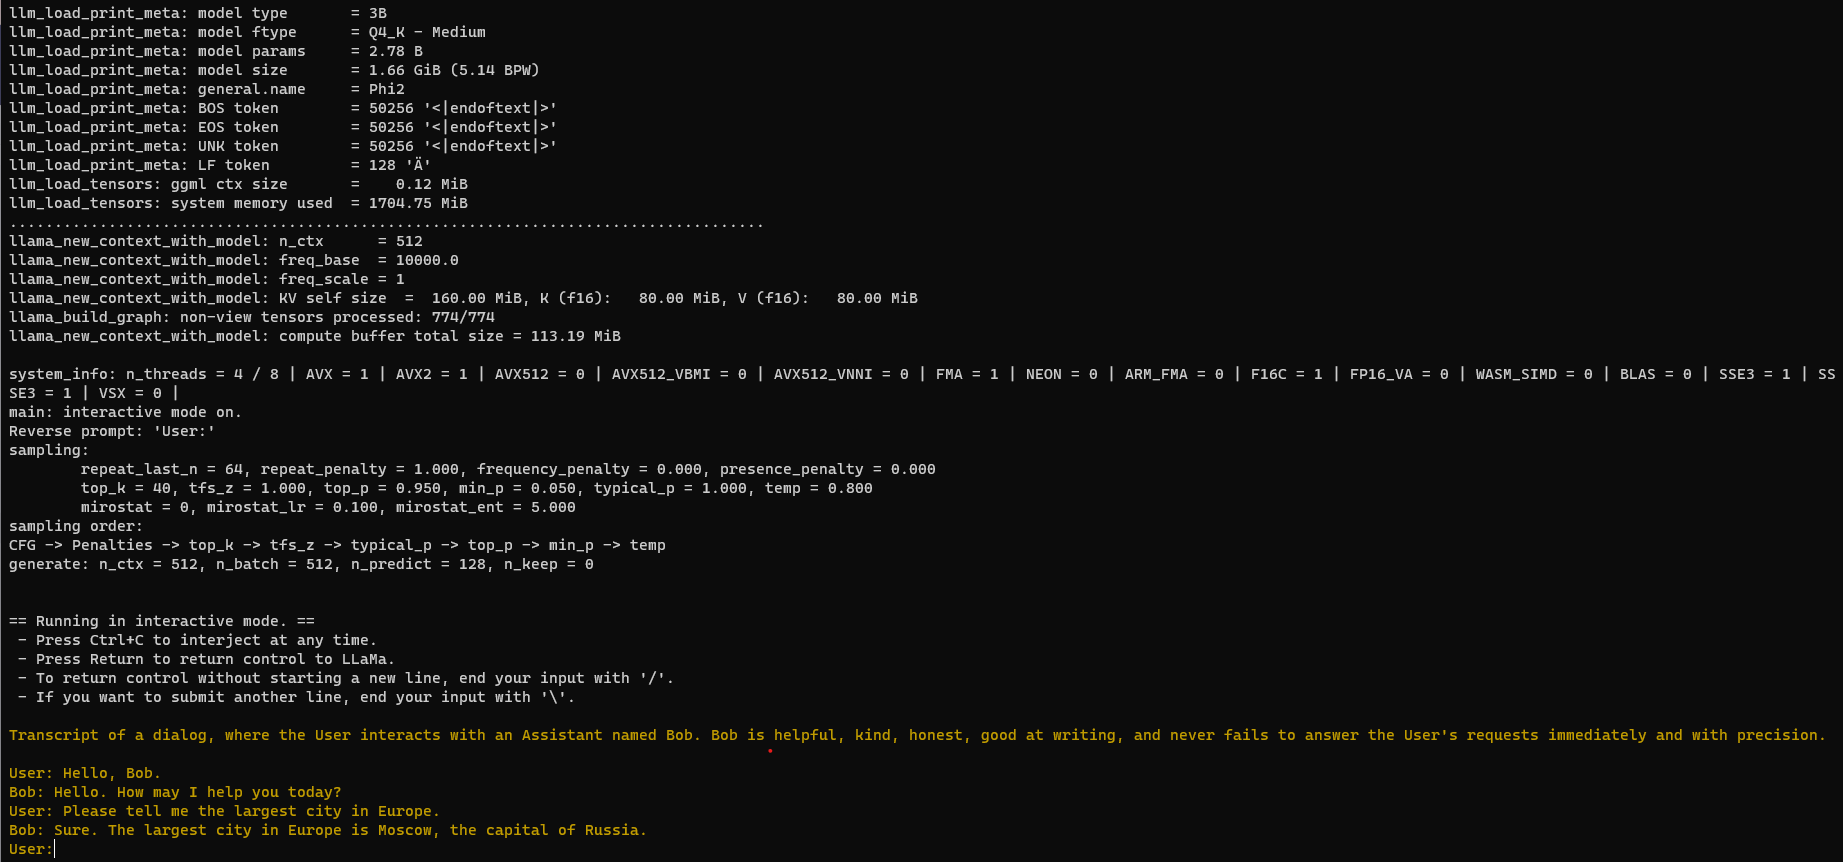 llm_load_print_meta: model type       = 3B
llm_load_print_meta: model ftype      = Q4_K - Medium
llm_load_print_meta: model params     = 2.78 B
llm_load_print_meta: model size       = 1.66 GiB (5.14 BPW)
llm_load_print_meta: general.name     = Phi2
llm_load_print_meta: BOS token        = 50256 '<|endoftext|>'
llm_load_print_meta: EOS token        = 50256 '<|endoftext|>'
llm_load_print_meta: UNK token        = 50256 '<|endoftext|>'
llm_load_print_meta: LF token         = 128 'Ä'
llm_load_tensors: ggml ctx size       =    0.12 MiB
llm_load_tensors: system memory used  = 1704.75 MiB
....................................................................................
llama_new_context_with_model: n_ctx      = 512
llama_new_context_with_model: freq_base  = 10000.0
llama_new_context_with_model: freq_scale = 1
llama_new_context_with_model: KV self size  =  160.00 MiB, K (f16):   80.00 MiB, V (f16):   80.00 MiB
llama_build_graph: non-view tensors processed: 774/774
llama_new_context_with_model: compute buffer total size = 113.19 MiB
system_info: n_threads = 4 / 8 | AVX = 1 | AVX2 = 1 | AVX512 = 0 | AVX512_VBMI = 0 | AVX512_VNNI = 0 | FMA = 1 | NEON = 0 | ARM_FMA = 0 | F16C = 1 | FP16_VA = 0 | WASM_SIMD = 0 | BLAS = 0 | SSE3 = 1 | SS
SE3 = 1 | VSX = 0 |
main: interactive mode on.
Reverse prompt: 'User:'
sampling:
        repeat_last_n = 64, repeat_penalty = 1.000, frequency_penalty = 0.000, presence_penalty = 0.000
        top_k = 40, tfs_z = 1.000, top_p = 0.950, min_p = 0.050, typical_p = 1.000, temp = 0.800
        mirostat = 0, mirostat_lr = 0.100, mirostat_ent = 5.000
sampling order:
CFG -> Penalties -> top_k -> tfs_z -> typical_p -> top_p -> min_p -> temp
generate: n_ctx = 512, n_batch = 512, n_predict = 128, n_keep = 0
== Running in interactive mode. ==
 - Press Ctrl+C to interject at any time.
 - Press Return to return control to LLaMa.
 - To return control without starting a new line, end your input with '/'.
 - If you want to submit another line, end your input with '\'.
Transcript of a dialog, where the User interacts with an Assistant named Bob. Bob is helpful, kind, honest, good at writing, and never fails to answer the User's requests immediately and with precision.
User: Hello, Bob.
Bob: Hello. How may I help you today?
User: Please tell me the largest city in Europe.
Bob: Sure. The largest city in Europe is Moscow, the capital of Russia.
User: